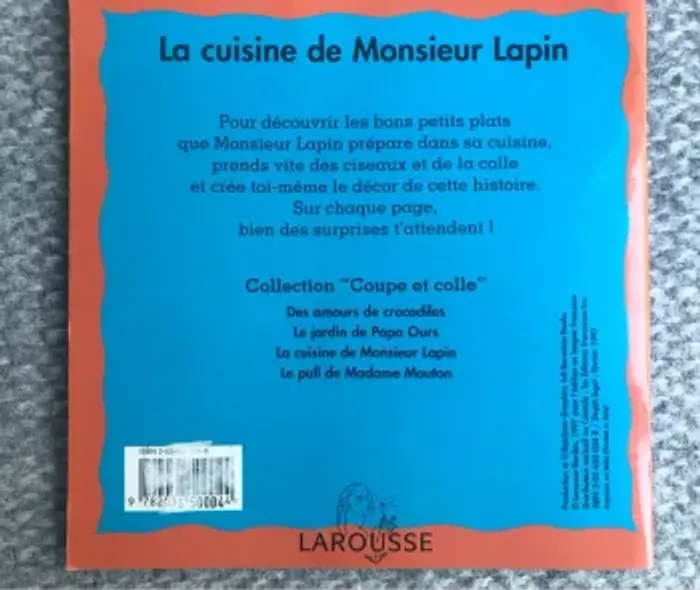 La cuisine de Monsieur Lapin
Pour découvrir les bons petits plats
que Monsieur Lapin prépare dans sa cuisine,
prends vite des ciseaux et de la colle
et crée toi-même le décor de cette histoire.
Sur chaque page,
bien des surprises t'attendent !
Collection "Coupe et colle"
Des amours de crocodiles
Le jardin de Papa Ours
La cuisine de Monsieur Lapin
Le pull de Madame Mouton
LAROUSSE